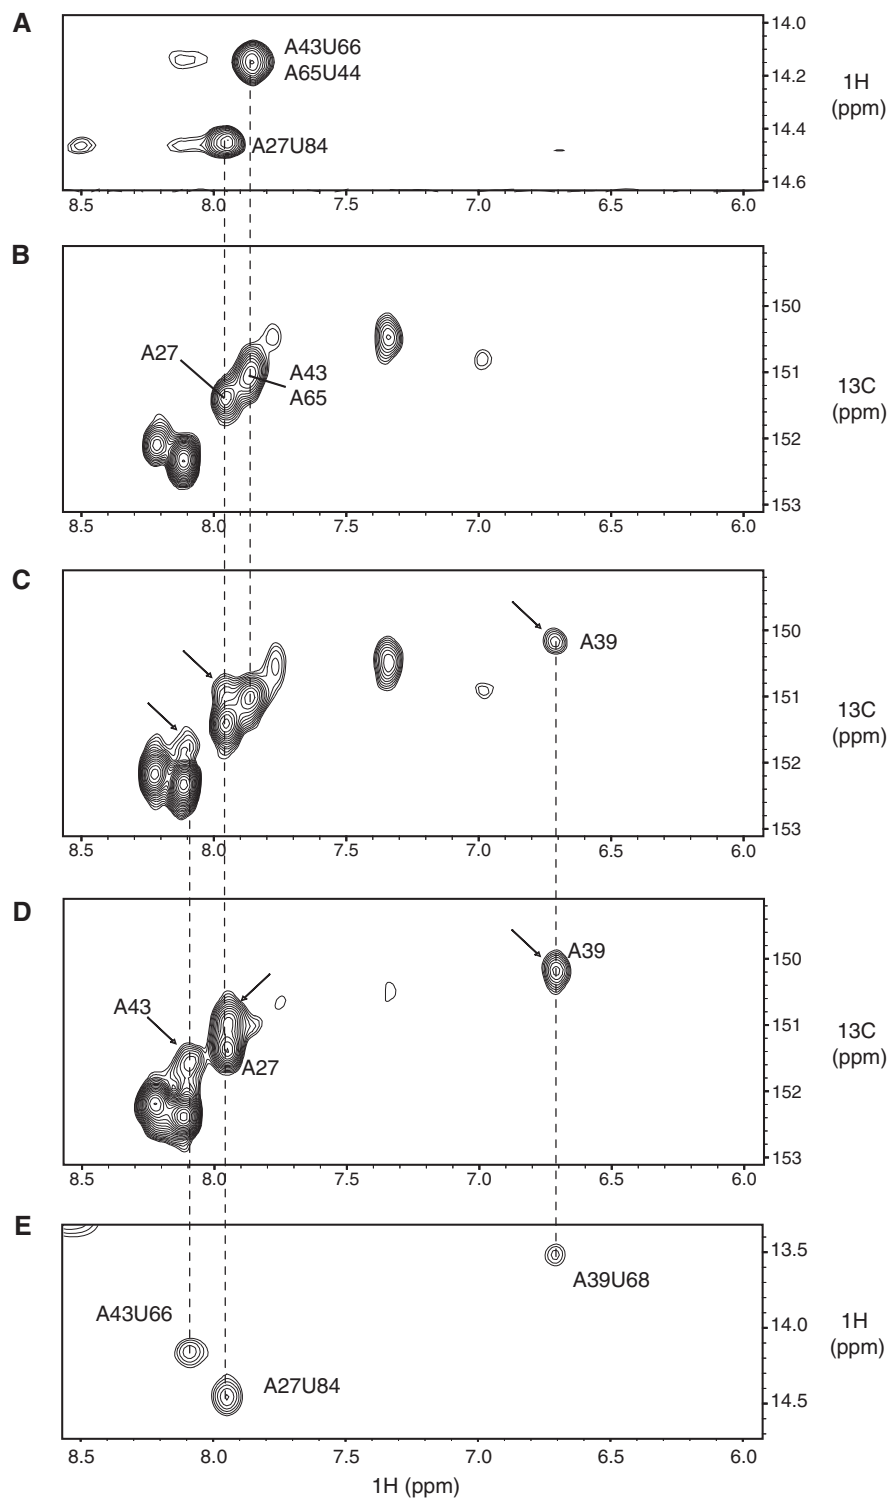 A
A43U66
A65U44
A27U84
14.0
14.2
14.4
14.6
1H
(ppm)
8.5 8.0 7.5 7.0 6.5 6.0
B
A27
A43
A65
150
151
152
153
13C
(ppm)
8.5 8.0 7.5 7.0 6.5 6.0
C
A39
150
151
152
153
13C
(ppm)
8.5 8.0 7.5 7.0 6.5 6.0
D
A39
A43
A27
150
151
152
153
13C
(ppm)
8.5 8.0 7.5 7.0 6.5 6.0
E
A39U68
A43U66
A27U84
13.5
14.0
14.5
1H
(ppm)
8.5 8.0 7.5 7.0 6.5 6.0
1H (ppm)